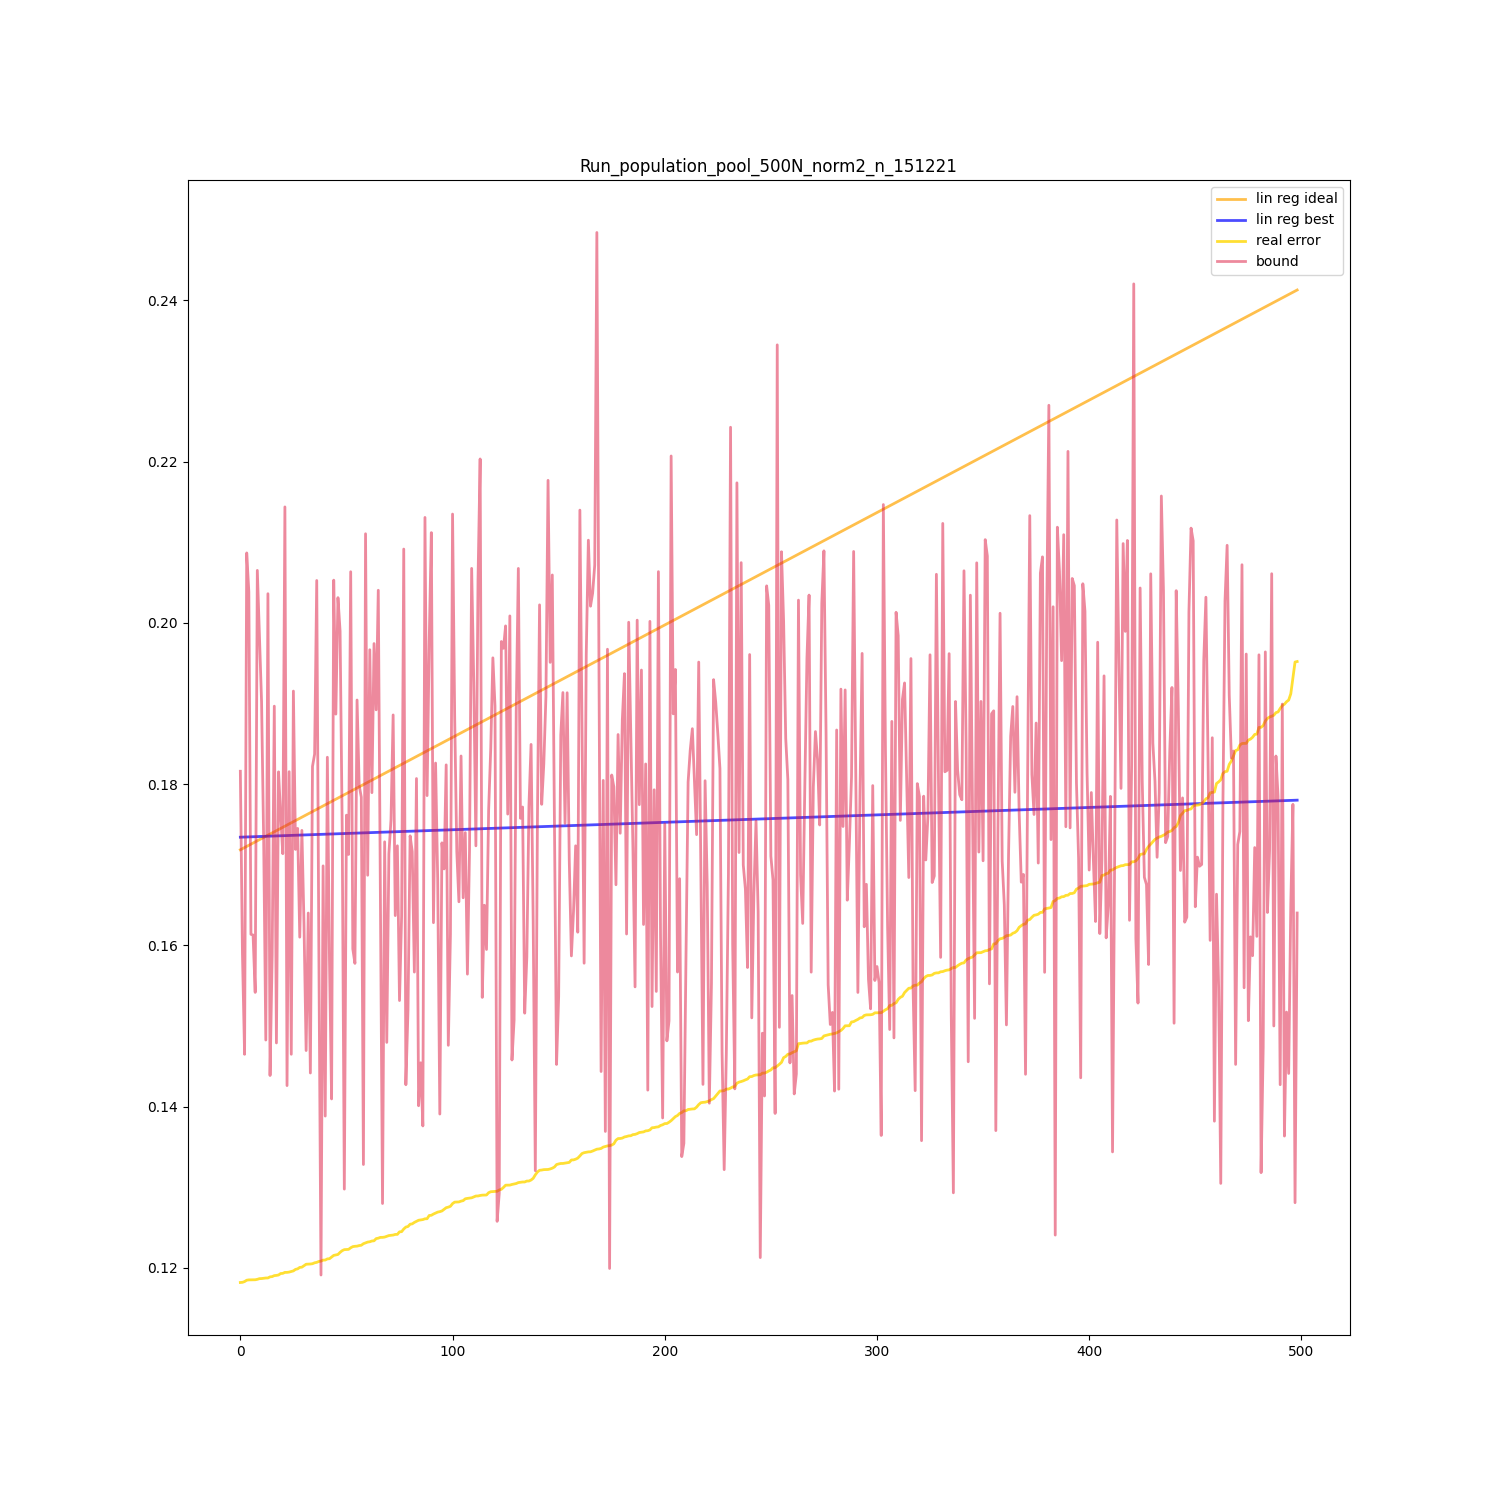 Run_population_pool_500N_norm2_n_151221
lin reg ideal
lin reg best
real error
bound
0.24
0.22
0.20
0.18
0.16
0.14
0.12
0 100 200 300 400 500